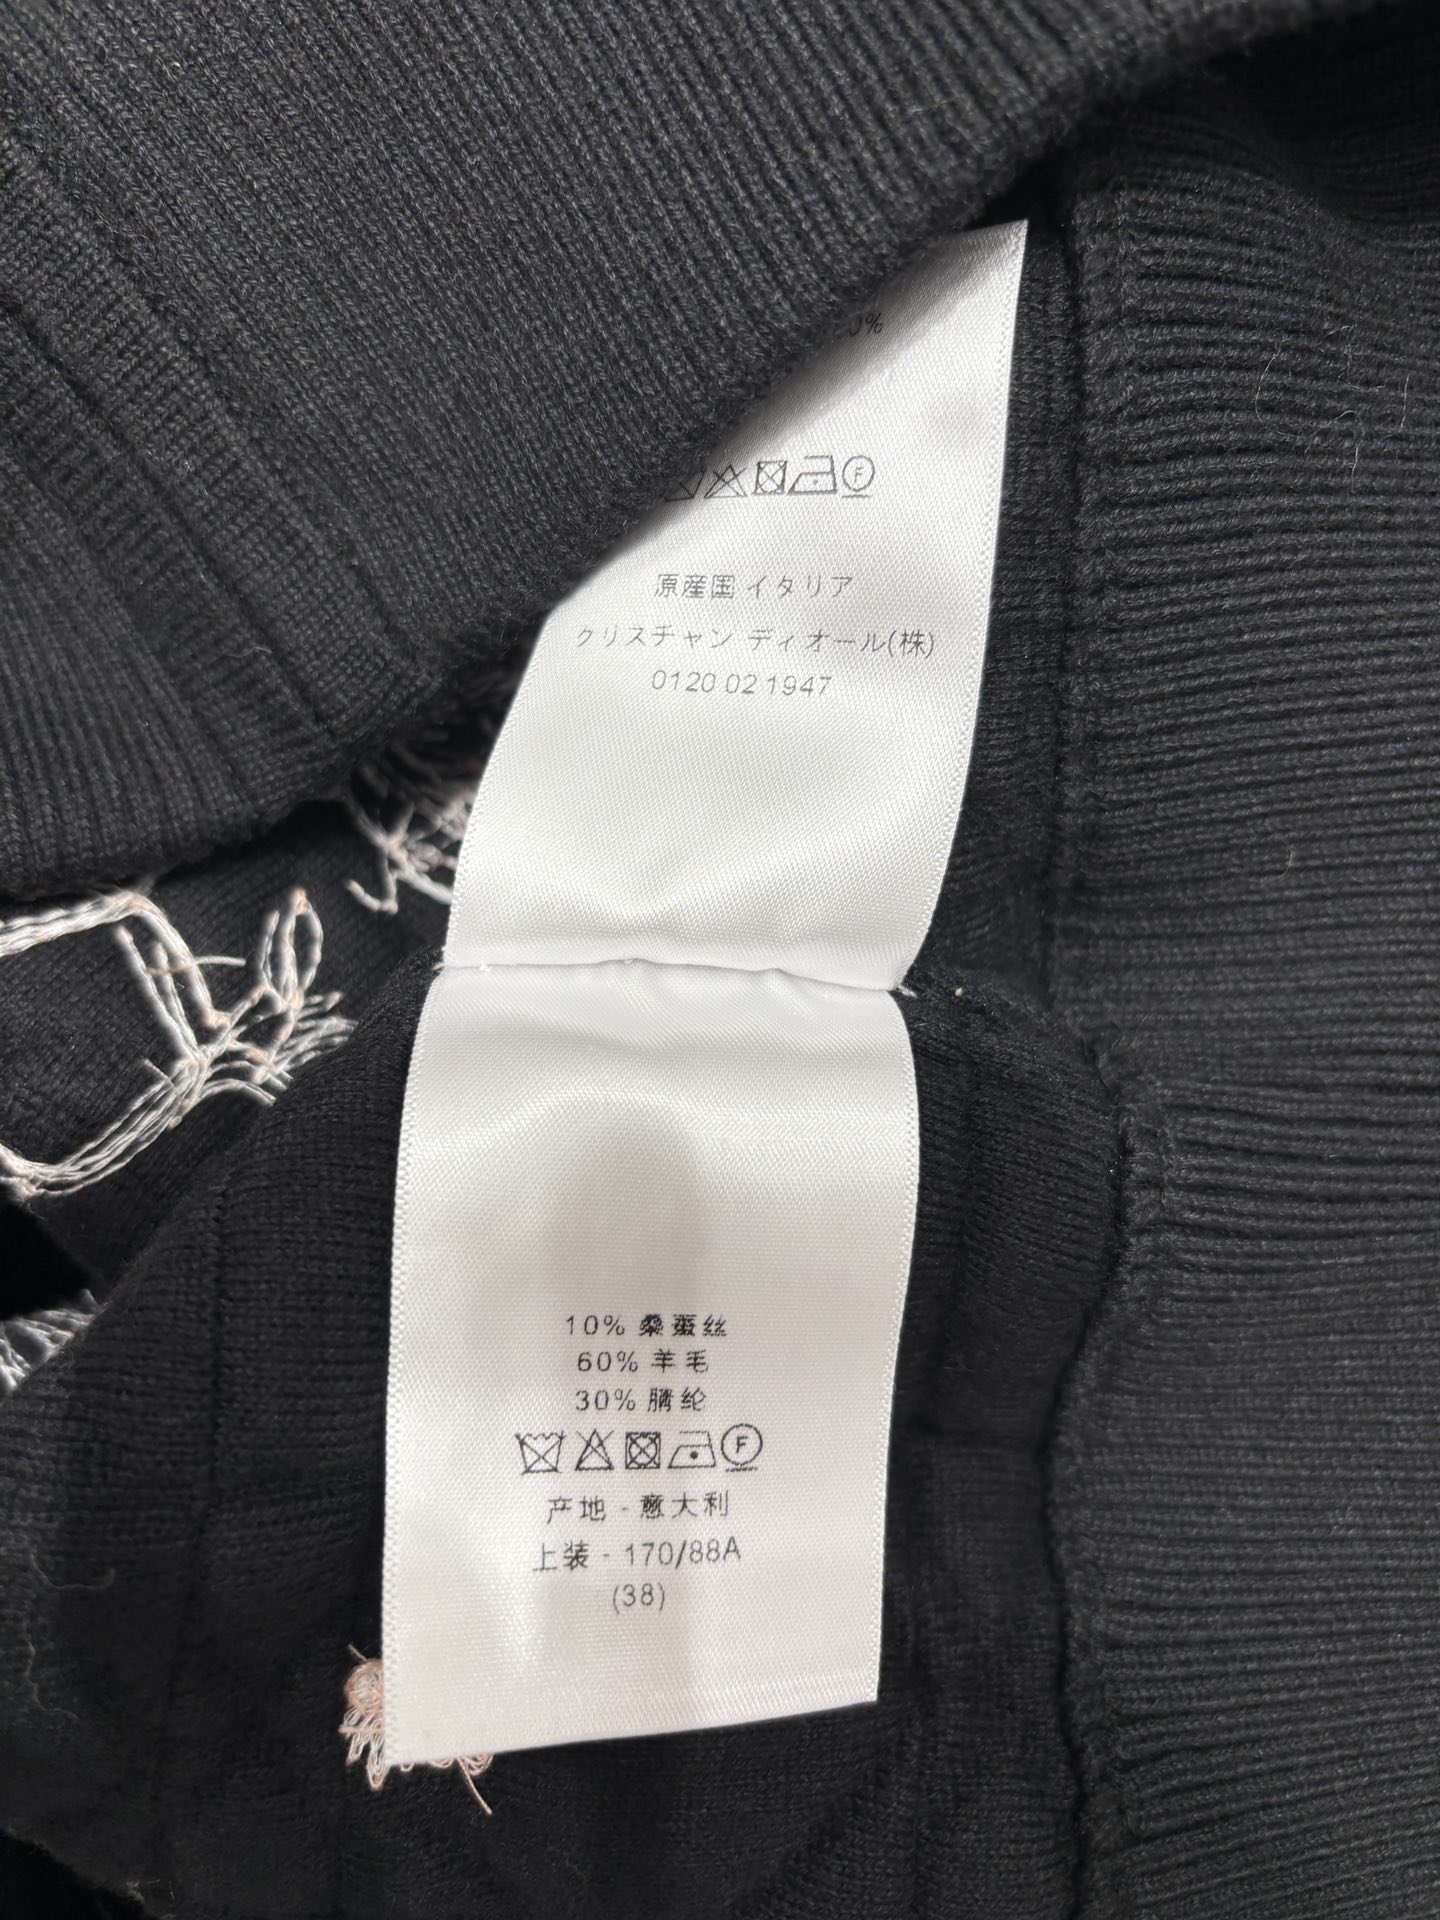 0%
F
原産国 イタリア
クリスチャン ディオール(株)
0120 02 1947
10% 桑蚕丝
60% 羊毛
30% 腈纶
F
产地 - 意大利
上装 - 170/88A
(38)